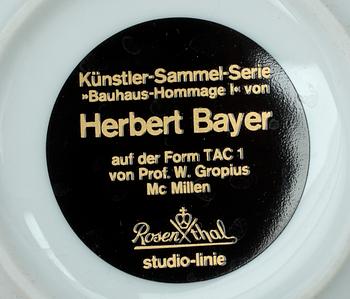 Künstler-Sammel-Serie
»Bauhaus-Hommage I« von
Herbert Bayer
auf der Form TAC 1
von Prof. W. Gropius
Mc Millen
Rosenthal
studio-linie